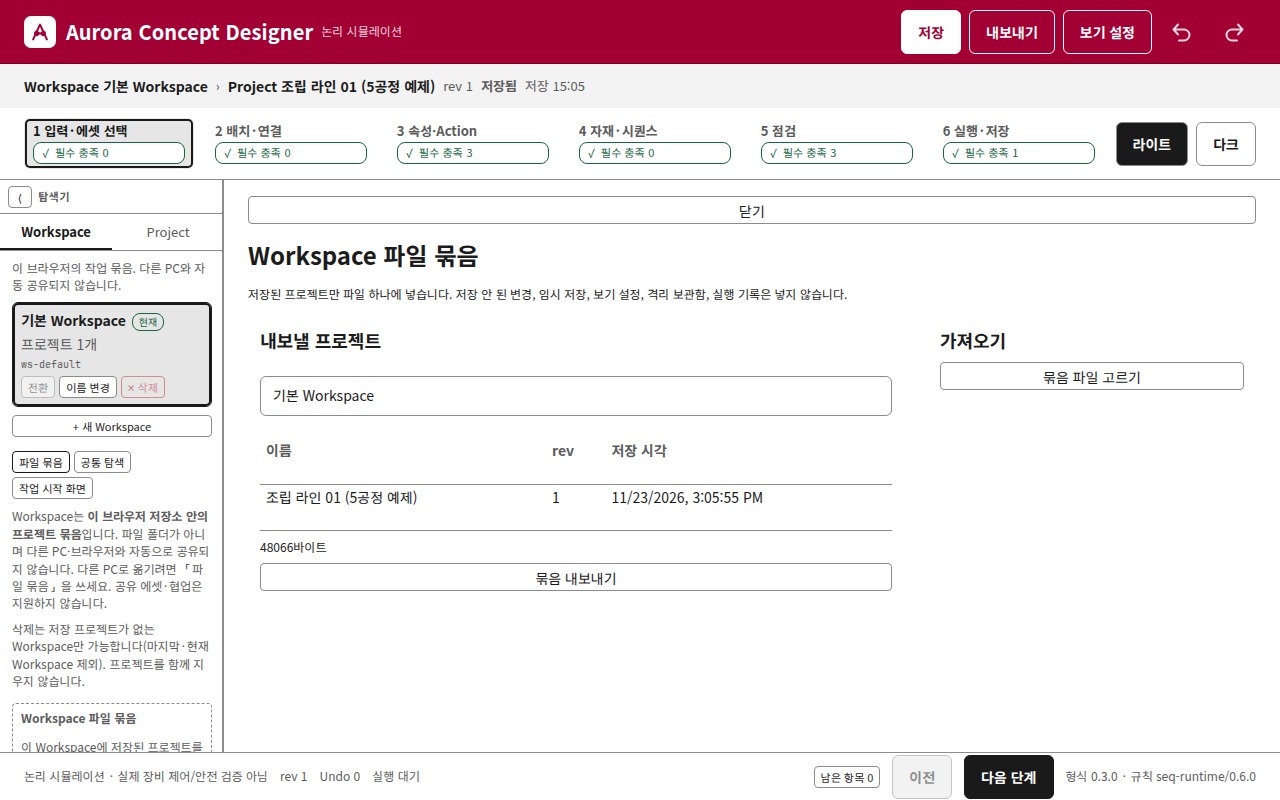 Aurora Concept Designer 논리 시뮬레이션
저장 내보내기 보기 설정
Workspace 기본 Workspace › Project 조립 라인 01 (5공정 예제) rev 1 저장됨 저장 15:05
1 입력·에셋 선택
✓ 필수 충족 0
2 배치·연결
✓ 필수 충족 0
3 속성·Action
✓ 필수 충족 3
4 자재·시퀀스
✓ 필수 충족 0
5 점검
✓ 필수 충족 3
6 실행·저장
✓ 필수 충족 1
라이트 다크
⟨ 탐색기
Workspace Project
이 브라우저의 작업 묶음. 다른 PC와 자
동 공유되지 않습니다.
기본 Workspace 현재
프로젝트 1개
ws-default
전환 이름 변경 × 삭제
+ 새 Workspace
파일 묶음 공통 탐색
작업 시작 화면
Workspace는 이 브라우저 저장소 안의
프로젝트 묶음입니다. 파일 폴더가 아니
며 다른 PC·브라우저와 자동으로 공유되
지 않습니다. 다른 PC로 옮기려면 「파
일 묶음」을 쓰세요. 공유 에셋·협업은
지원하지 않습니다.
삭제는 저장 프로젝트가 없는
Workspace만 가능합니다(마지막·현재
Workspace 제외). 프로젝트를 함께 지
우지 않습니다.
Workspace 파일 묶음
이 Workspace에 저장된 프로젝트를
닫기
Workspace 파일 묶음
저장된 프로젝트만 파일 하나에 넣습니다. 저장 안 된 변경, 임시 저장, 보기 설정, 격리 보관함, 실행 기록은 넣지 않습니다.
내보낼 프로젝트
기본 Workspace
이름 rev 저장 시각
조립 라인 01 (5공정 예제) 1 11/23/2026, 3:05:55 PM
48066바이트
묶음 내보내기
가져오기
묶음 파일 고르기
논리 시뮬레이션 · 실제 장비 제어/안전 검증 아님 rev 1 Undo 0 실행 대기
남은 항목 0 이전 다음 단계 형식 0.3.0 · 규칙 seq-runtime/0.6.0